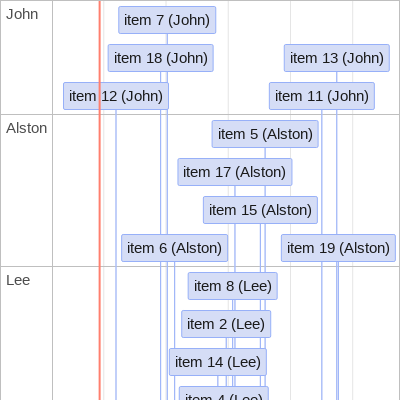 John
item 7 (John)
item 18 (John)
item 13 (John)
item 12 (John)
item 11 (John)
Alston
item 5 (Alston)
item 17 (Alston)
item 15 (Alston)
item 6 (Alston)
item 19 (Alston)
Lee
item 8 (Lee)
item 2 (Lee)
item 14 (Lee)
item 4 (Lee)